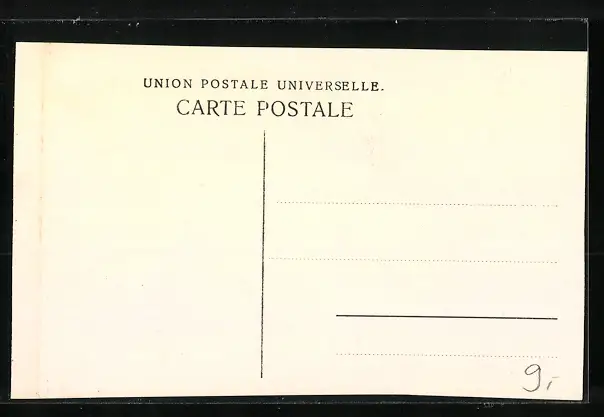 UNION POSTALE UNIVERSELLE.
CARTE POSTALE
9,-